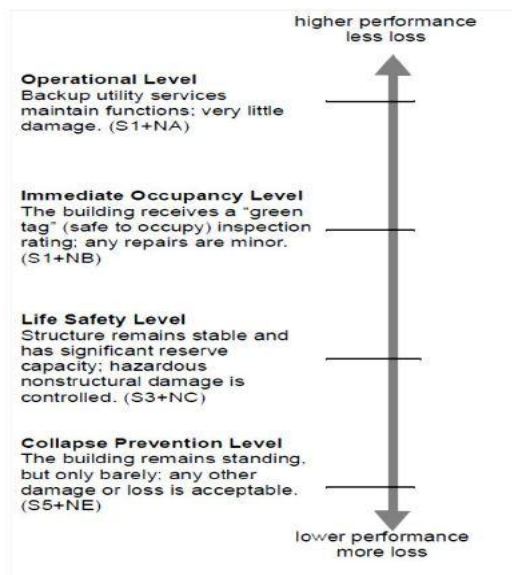 higher performance
less loss
Operational Level
Backup utility services
maintain functions; very little
damage. (S1+NA)
Immediate Occupancy Level
The building receives a "green
tag" (safe to occupy) inspection
rating; any repairs are minor.
(S1+NB)
Life Safety Level
Structure remains stable and
has significant reserve
capacity; hazardous
nonstructural damage is
controlled. (S3+NC)
Collapse Prevention Level
The building remains standing,
but only barely; any other
damage or loss is acceptable.
(S5+NE)
lower performance
more loss